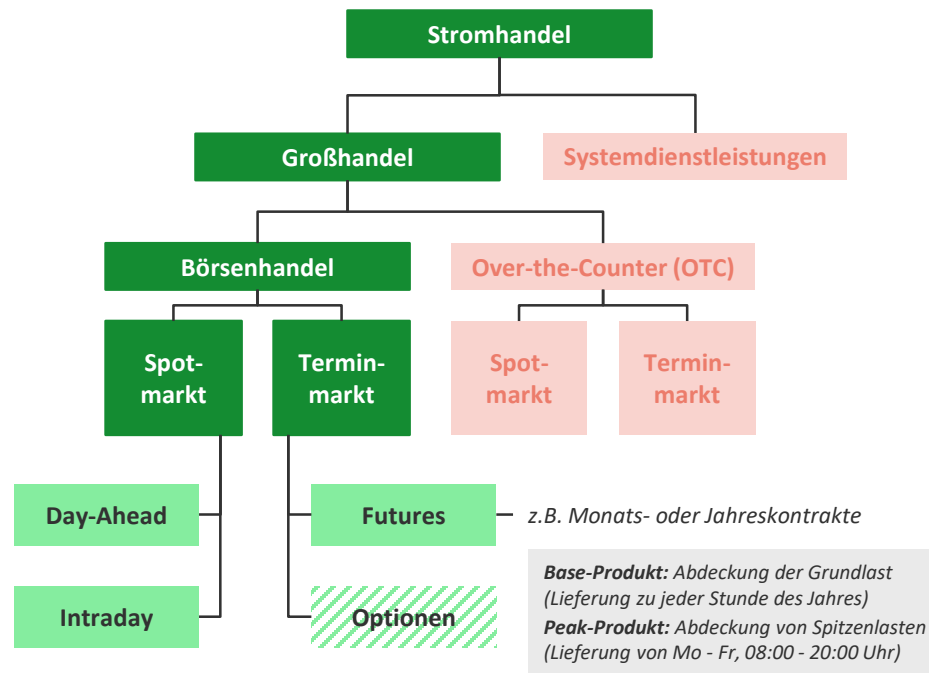 Stromhandel
Großhandel
Systemdienstleistungen
Börsenhandel
Over-the-Counter (OTC)
Spot-
markt
Termin-
markt
Spot-
markt
Termin-
markt
Day-Ahead
Futures
z.B. Monats- oder Jahreskontrakte
Intraday
Optionen
Base-Produkt: Abdeckung der Grundlast
(Lieferung zu jeder Stunde des Jahres)
Peak-Produkt: Abdeckung von Spitzenlasten
(Lieferung von Mo - Fr, 08:00 - 20:00 Uhr)